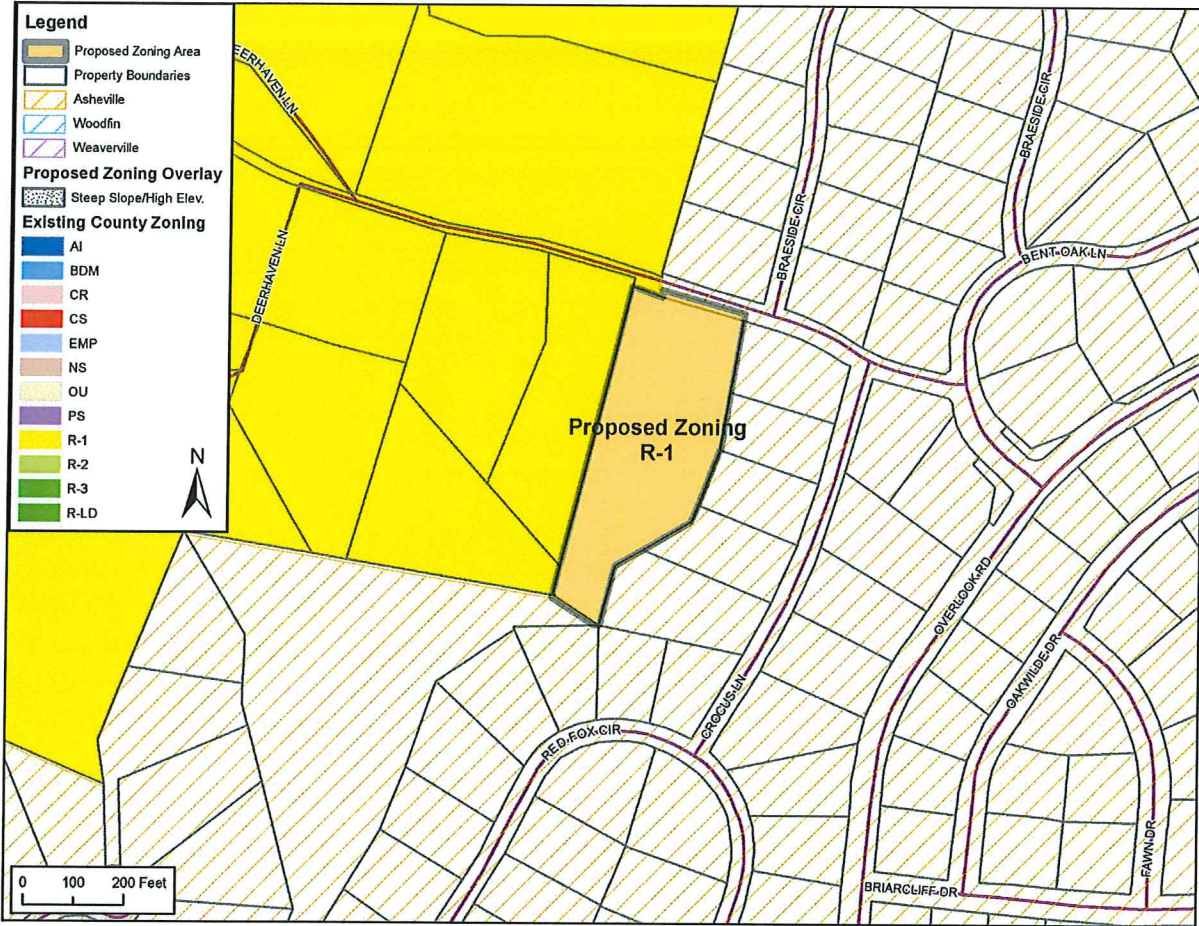 Legend
Proposed Zoning Area
Property Boundaries
Asheville
Woodfin
Weaverville
Proposed Zoning Overlay
Steep Slope/High Elev.
Existing County Zoning
AI
BDM
CR
CS
EMP
NS
OU
PS
R-1
R-2
R-3
R-LD
N
0 100 200 Feet
DEERHAVEN LN
DEERHAVEN LN
BRAESIDE CIR
BRAESIDE CIR
BENT OAK LN
Proposed Zoning
R-1
OVERLOOK RD
OAKWILDE DR
CROCUS LN
RED FOX CIR
FAWN DR
BRIARCLIFF DR